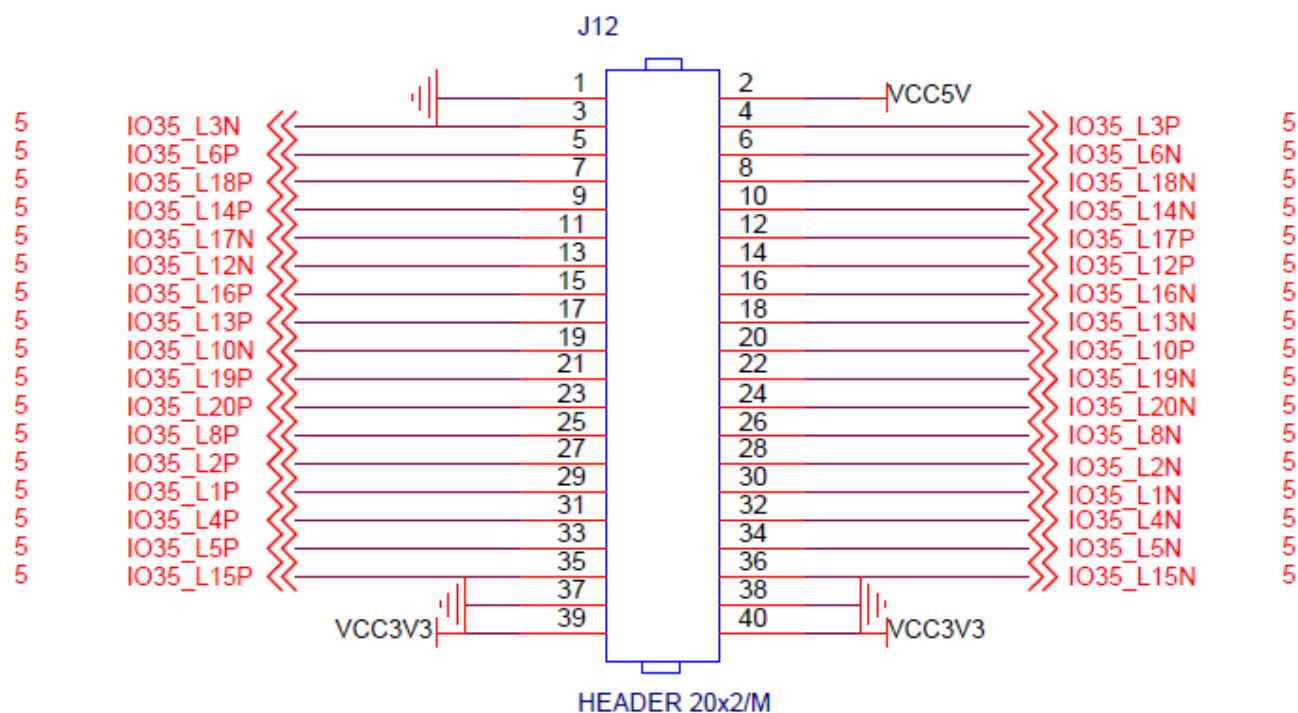 J12
1 2 VCC5V
5 IO35_L3N 3 4 IO35_L3P 5
5 IO35_L6P 5 6 IO35_L6N 5
5 IO35_L18P 7 8 IO35_L18N 5
5 IO35_L14P 9 10 IO35_L14N 5
5 IO35_L17N 11 12 IO35_L17P 5
5 IO35_L12N 13 14 IO35_L12P 5
5 IO35_L16P 15 16 IO35_L16N 5
5 IO35_L13P 17 18 IO35_L13N 5
5 IO35_L10N 19 20 IO35_L10P 5
5 IO35_L19P 21 22 IO35_L19N 5
5 IO35_L20P 23 24 IO35_L20N 5
5 IO35_L8P 25 26 IO35_L8N 5
5 IO35_L2P 27 28 IO35_L2N 5
5 IO35_L1P 29 30 IO35_L1N 5
5 IO35_L4P 31 32 IO35_L4N 5
5 IO35_L5P 33 34 IO35_L5N 5
5 IO35_L15P 35 36 IO35_L15N 5
37 38
VCC3V3 39 40 VCC3V3
HEADER 20x2/M